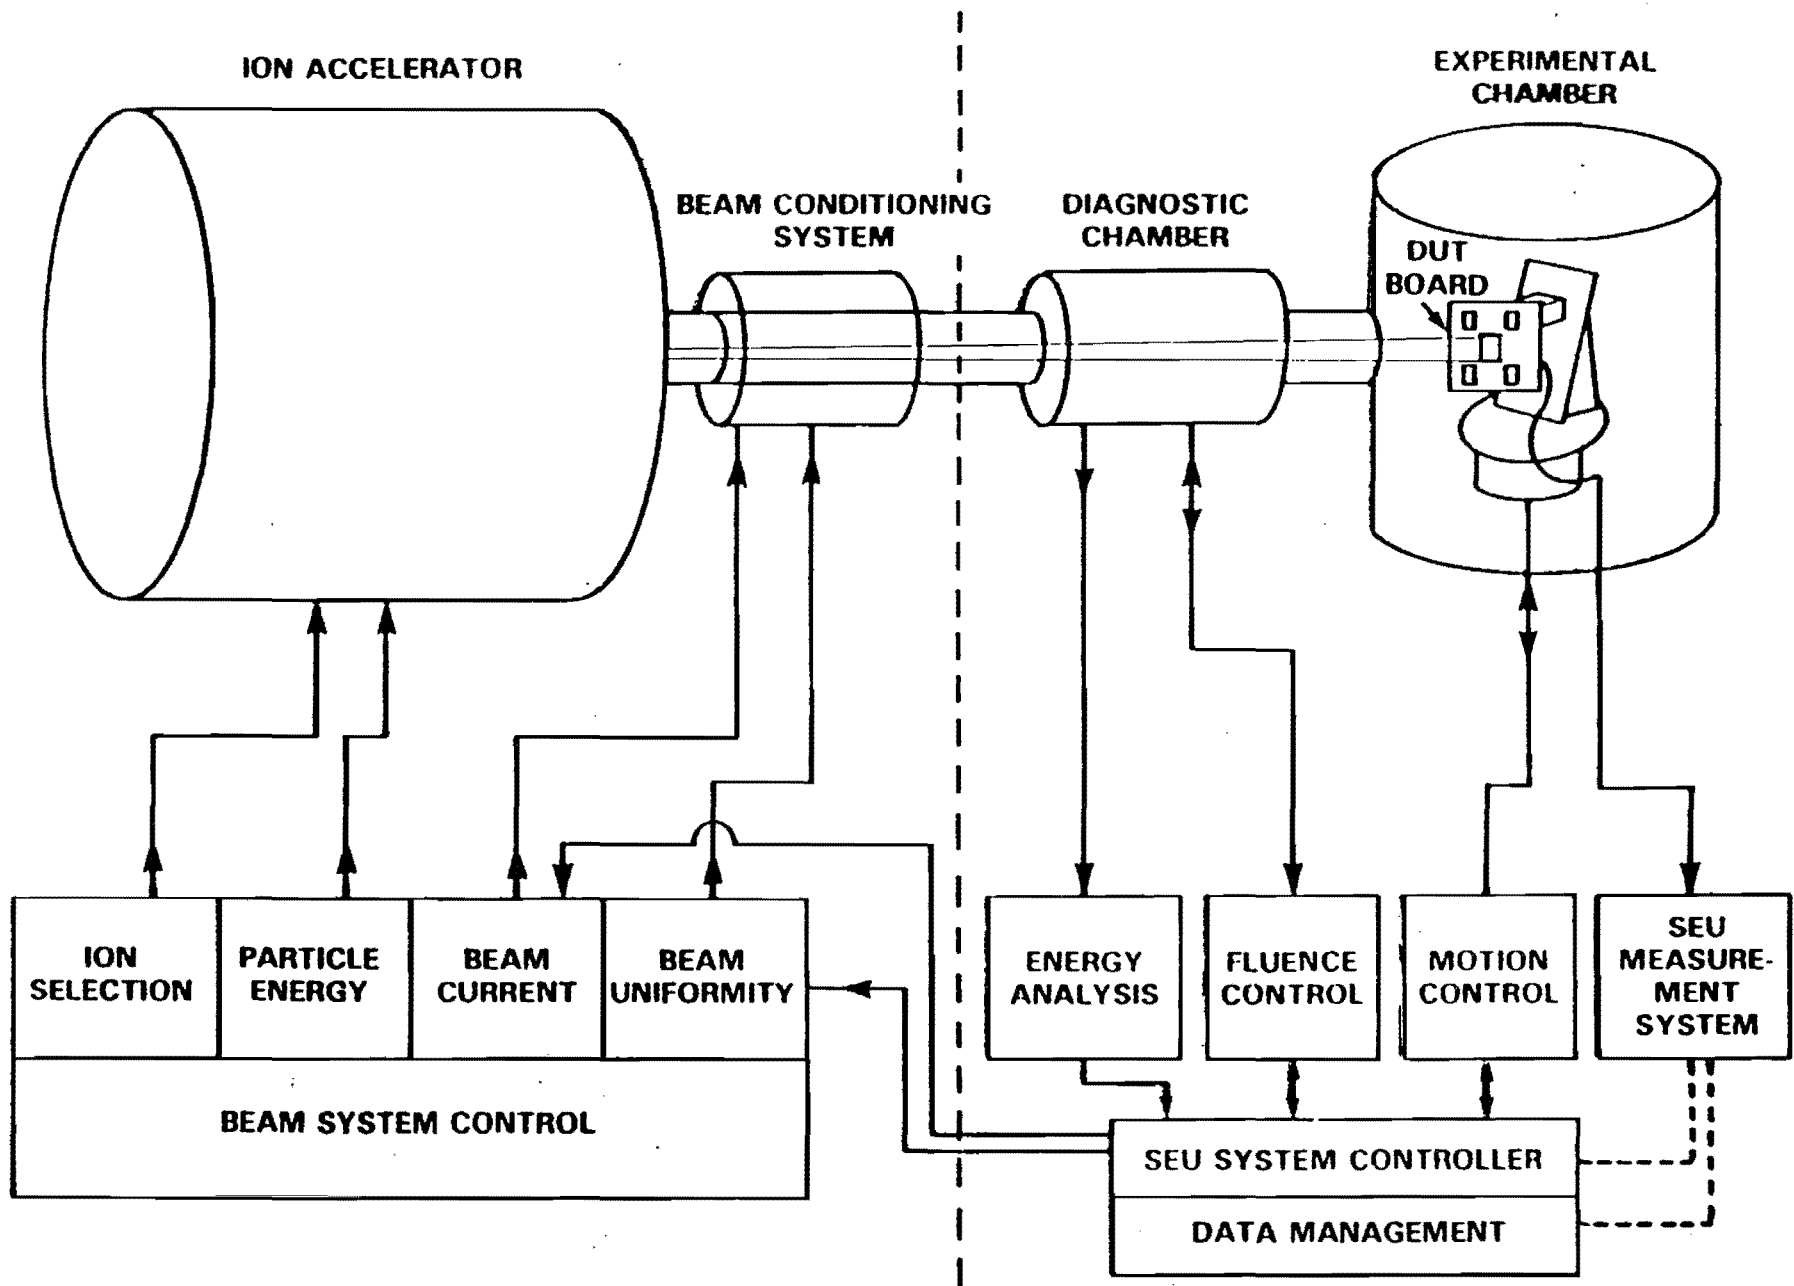 ION ACCELERATOR
EXPERIMENTAL
CHAMBER
BEAM CONDITIONING
SYSTEM
DIAGNOSTIC
CHAMBER
DUT
BOARD
ION
SELECTION
PARTICLE
ENERGY
BEAM
CURRENT
BEAM
UNIFORMITY
BEAM SYSTEM CONTROL
ENERGY
ANALYSIS
FLUENCE
CONTROL
MOTION
CONTROL
SEU
MEASURE-
MENT
SYSTEM
SEU SYSTEM CONTROLLER
DATA MANAGEMENT